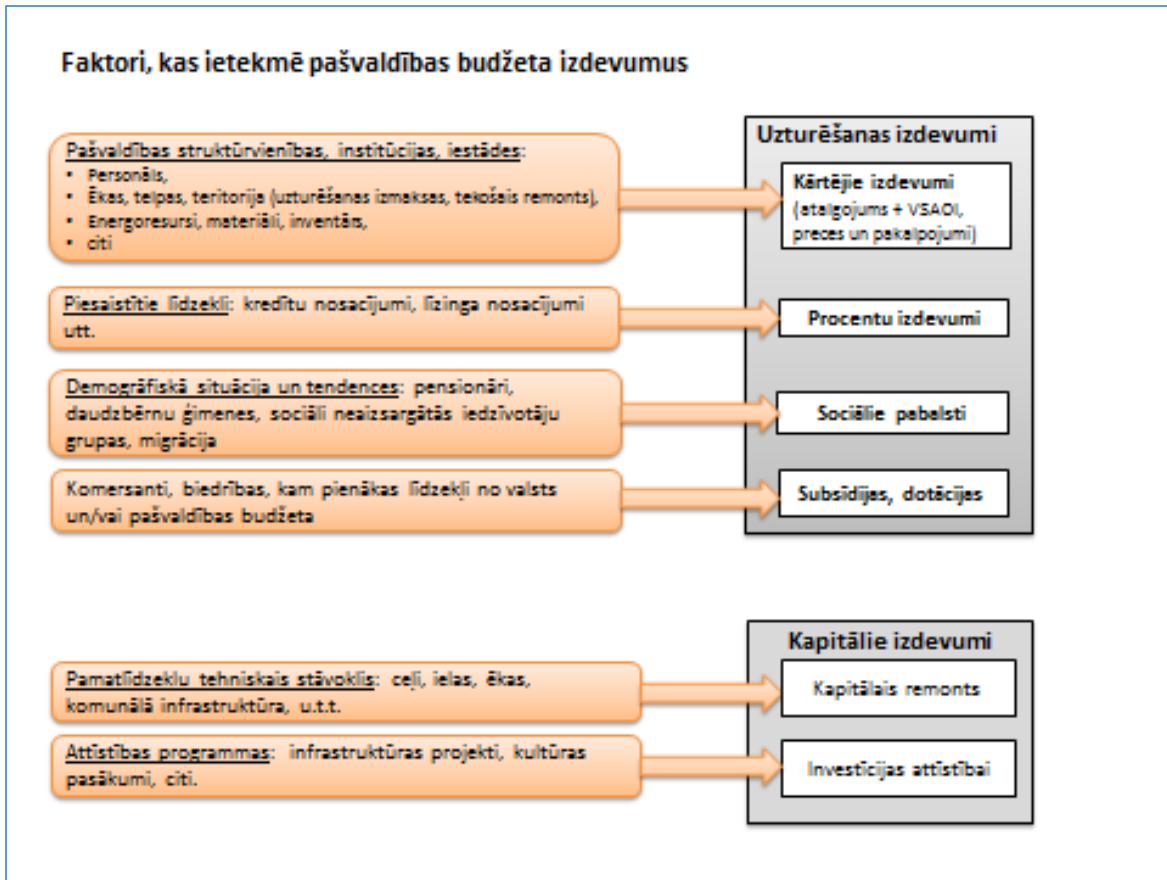 Faktori, kas ietekmē pašvaldības budžeta izdevumus
Pašvaldības struktūrvienības, institūcijas, iestādes:
• Personāls,
• Ēkas, telpas, teritorija (uzturēšanas izmaksas, tekošais remonts),
• Energoresursi, materiāli, inventārs,
• citi
Piesaistītie līdzekļi: kredītu nosacījumi, līzinga nosacījumi
utt.
Demogrāfiskā situācija un tendences: pensionāri,
daudzbērnu ģimenes, sociāli neaizsargātās iedzīvotāju
grupas, migrācija
Komersanti, biedrības, kam pienākas līdzekļi no valsts
un/vai pašvaldības budžeta
Uzturēšanas izdevumi
Kārtējie izdevumi
(atalgojums + VSAOI,
preces un pakalpojumi)
Procentu izdevumi
Sociālie pabalsti
Subsīdijas, dotācijas
Pamatlīdzekļu tehniskais stāvoklis: ceļi, ielas, ēkas,
komunālā infrastruktūra, u.t.t.
Attīstības programmas: infrastruktūras projekti, kultūras
pasākumi, citi.
Kapitālie izdevumi
Kapitālais remonts
Investīcijas attīstībai